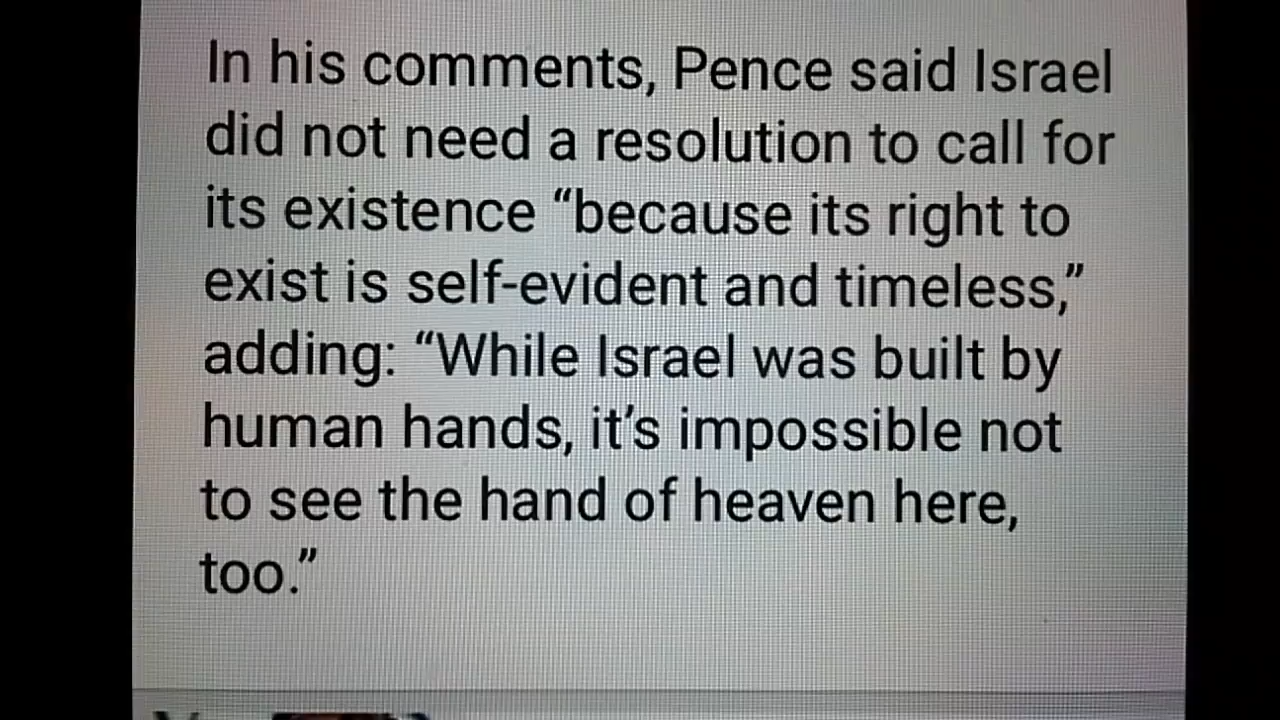 In his comments, Pence said Israel
did not need a resolution to call for
its existence “because its right to
exist is self-evident and timeless,”
adding: “While Israel was built by
human hands, it’s impossible not
to see the hand of heaven here,
too.”